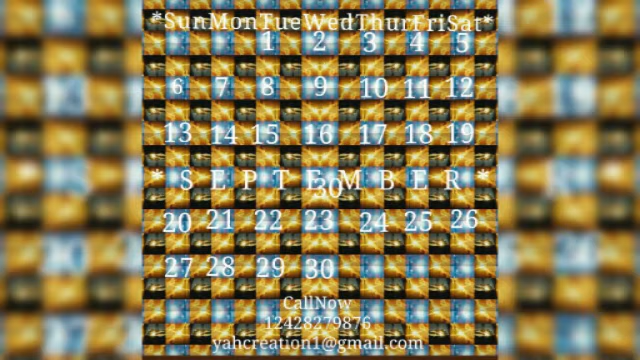 *SunMonTueWedThurFriSat*
1 2 3 4 5
6 7 8 9 10 11 12
13 14 15 16 17 18 19
* S E P T E M B E R *
30
20 21 22 23 24 25 26
27 28 29 30
CallNow
12428279876
yahcreation1@gmail.com